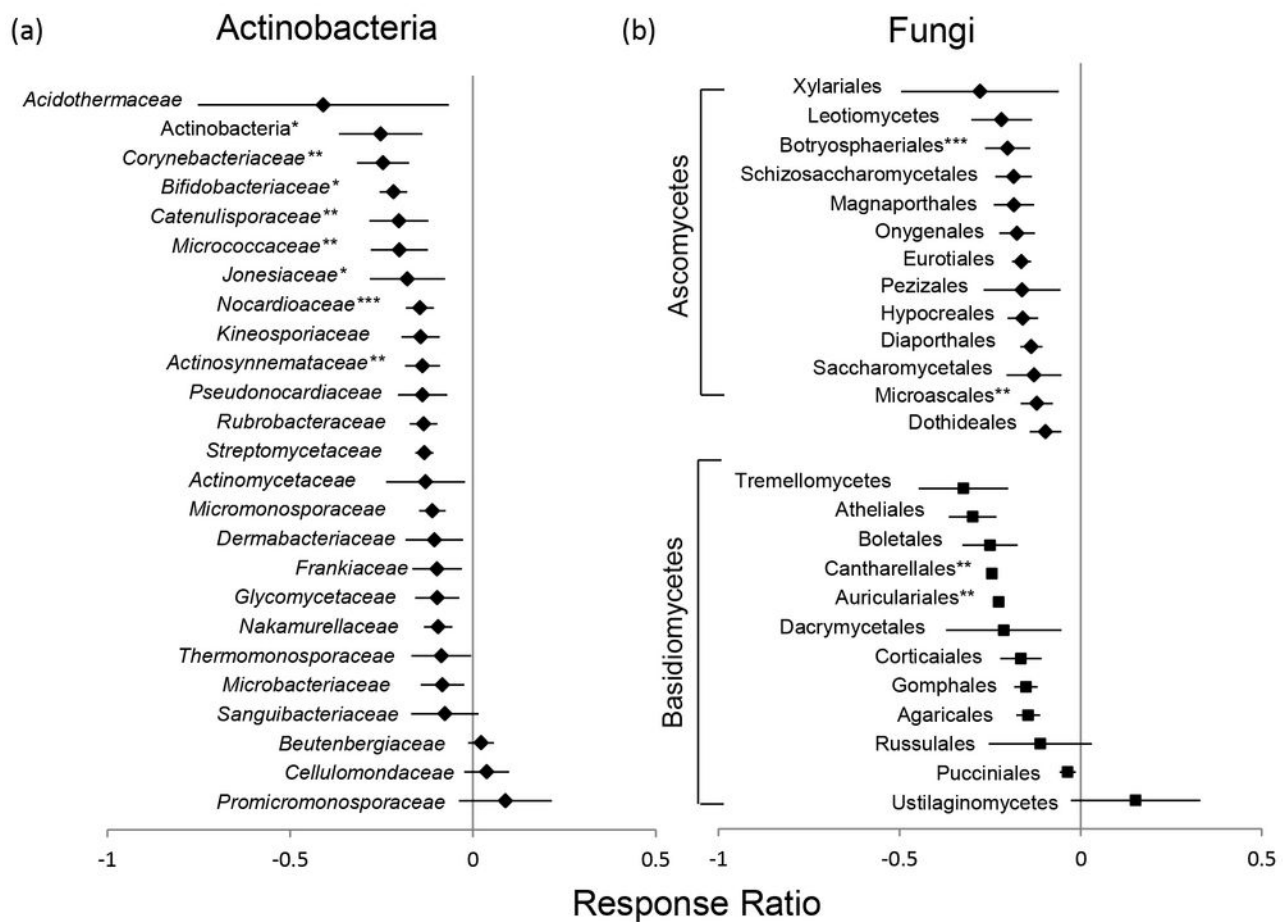 (a)
Actinobacteria
Acidothermaceae
Actinobacteria*
Corynebacteriaceae**
Bifidobacteriaceae*
Catenulisporaceae**
Micrococcaceae**
Jonesiaceae*
Nocardioaceae***
Kineosporiaceae
Actinosynnemataceae**
Pseudonocardiaceae
Rubrobacteraceae
Streptomycetaceae
Actinomycetaceae
Micromonosporaceae
Dermabacteriaceae
Frankiaceae
Glycomycetaceae
Nakamurellaceae
Thermomonosporaceae
Microbacteriaceae
Sanguibacteriaceae
Beutenbergiaceae
Cellulomondaceae
Promicromonosporaceae
-1 -0.5 0 0.5
(b)
Fungi
Ascomycetes
Xylariales
Leotiomycetes
Botryosphaeriales***
Schizosaccharomycetales
Magnaporthales
Onygenales
Eurotiales
Pezizales
Hypocreales
Diaporthales
Saccharomycetales
Microascales**
Dothideales
Basidiomycetes
Tremellomycetes
Atheliales
Boletales
Cantharellales**
Auriculariales**
Dacrymycetales
Corticaiales
Gomphales
Agaricales
Russulales
Pucciniales
Ustilaginomycetes
-1 -0.5 0 0.5
Response Ratio